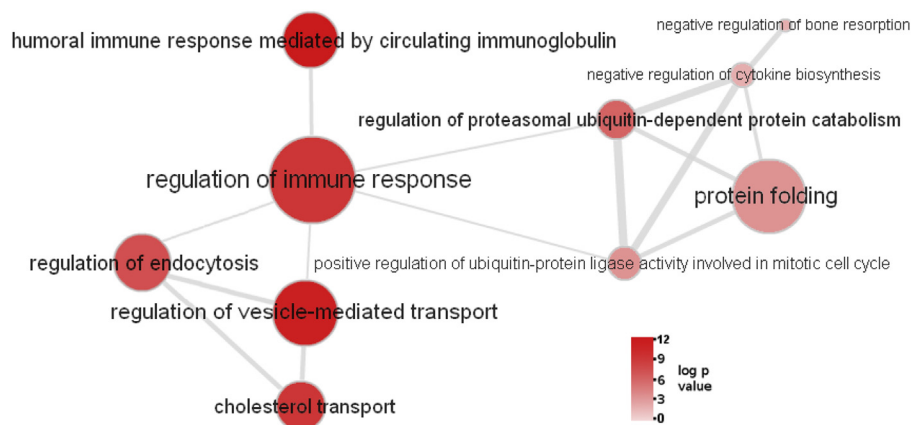 negative regulation of bone resorption
humoral immune response mediated by circulating immunoglobulin
negative regulation of cytokine biosynthesis
regulation of proteasomal ubiquitin-dependent protein catabolism
regulation of immune response
protein folding
regulation of endocytosis
positive regulation of ubiquitin-protein ligase activity involved in mitotic cell cycle
regulation of vesicle-mediated transport
cholesterol transport
12
9
6
3
0
log p
value